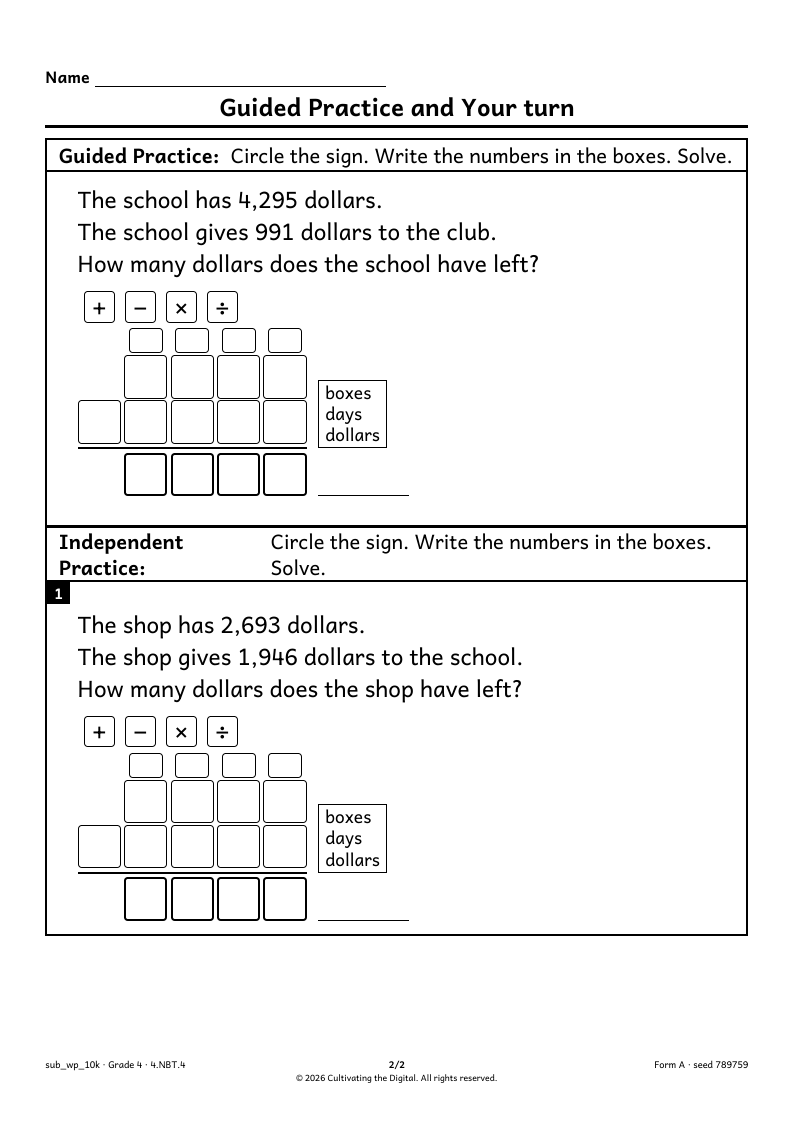 Name
Guided Practice and Your turn
Guided Practice: Circle the sign. Write the numbers in the boxes. Solve.
The school has 4,295 dollars.
The school gives 991 dollars to the club.
How many dollars does the school have left?
+ − × ÷
boxes
days
dollars
Independent Practice: Circle the sign. Write the numbers in the boxes. Solve.
1
The shop has 2,693 dollars.
The shop gives 1,946 dollars to the school.
How many dollars does the shop have left?
+ − × ÷
boxes
days
dollars
sub_wp_10k · Grade 4 · 4.NBT.4
2/2
Form A · seed 789759
© 2026 Cultivating the Digital. All rights reserved.